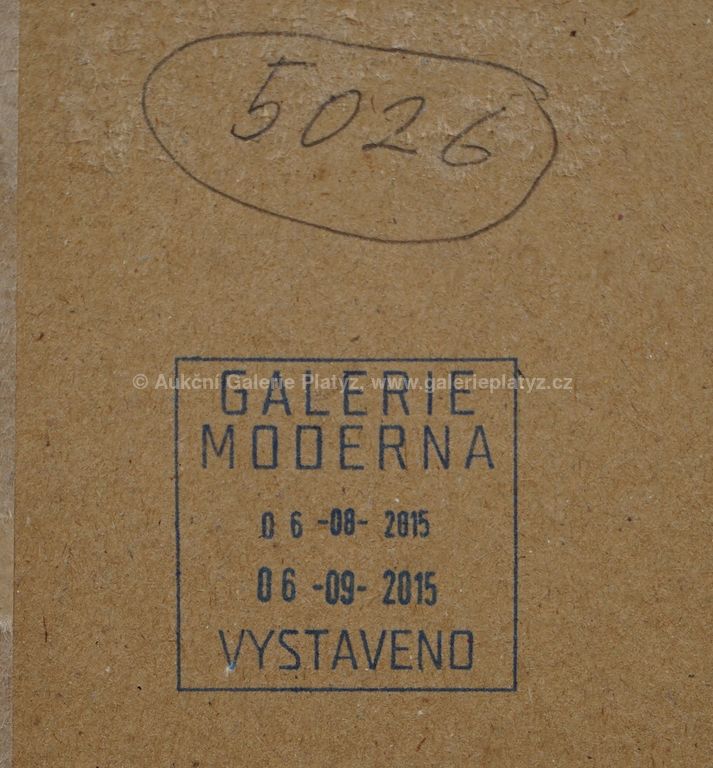 5026
© Aukční Galerie Platyz, www.galerieplatyz.cz
GALERIE
MODERNA
06 -08- 2015
06 -09- 2015
VYSTAVENO